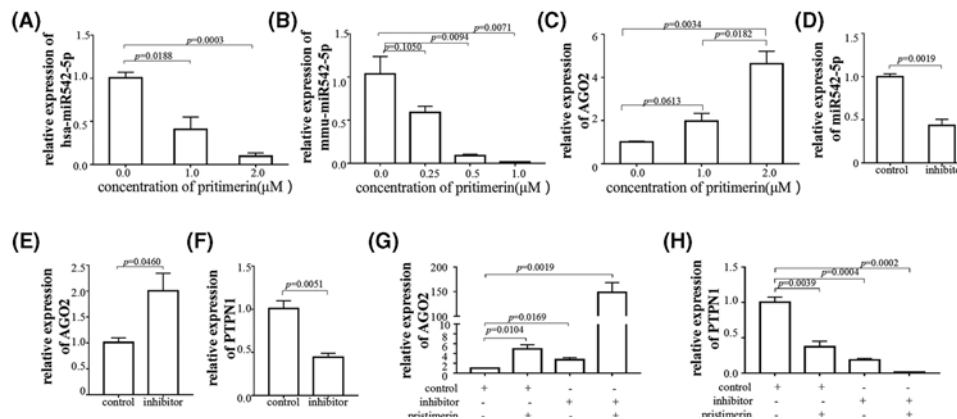 (A)
relative expression of
hsa-miR542-5p
1.5
1.0
0.5
0.0
p=0.0003
p=0.0188
0.0 1.0 2.0
concentration of pritimerin(μM )
(B)
relative expression of
mmu-miR542-5p
1.5
1.0
0.5
0.0
p=0.0071
p=0.0094
p=0.1050
0.0 0.25 0.5 1.0
concentration of pritimerin(μM )
(C)
relative expression
of AGO2
6
4
2
0
p=0.0034
p=0.0182
p=0.0613
0.0 1.0 2.0
concentration of pritimerin(μM )
(D)
relative expression
of miR542-5p
1.5
1.0
0.5
0
p=0.0019
control inhibitor
(E)
relative expression
of AGO2
2.5
2.0
1.5
1.0
0.5
0.0
p=0.0460
control inhibitor
(F)
relative expression
of PTPN1
1.5
1.0
0.5
0.0
p=0.0051
control inhibitor
(G)
relative expression
of AGO2
200
150
100
6
4
2
0
p=0.0019
p=0.0169
p=0.0104
control + + - -
inhibitor - - + +
pristimerin - + - +
(H)
relative expression
of PTPN1
1.5
1.0
0.5
0.0
p=0.0002
p=0.0004
p=0.0039
control + + - -
inhibitor - - + +
pristimerin - + - +